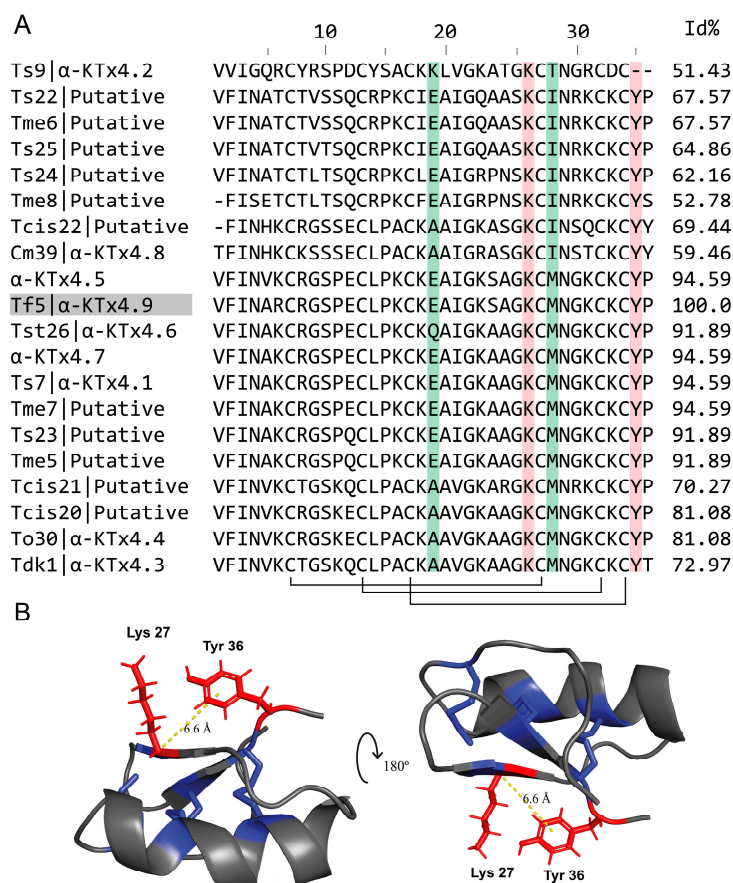 A
10 20 30 Id%
Ts9|α-KTx4.2 VVIGQRCYRSPDCYSACKKLVGKATGKCTNGRCDC-- 51.43
Ts22|Putative VFINATCTVSSQCRPKCIEAIGQAASKCINRKCKCYP 67.57
Tme6|Putative VFINATCTVSSQCRPKCIEAIGQAASKCINRKCKCYP 67.57
Ts25|Putative VFINATCTVTSQCRPKCIEAIGQAASKCINRKCKCYP 64.86
Ts24|Putative VFINATCTLTSQCRPKCLEAIGRPNSKCINRKCKCYP 62.16
Tme8|Putative -FISETCTLTSQCRPKCFEAIGRPNSKCINRKCKCYS 52.78
Tcis22|Putative -FINHKCRGSSECLPACKAAIGKASGKCINSQCKCYY 69.44
Cm39|α-KTx4.8 TFINHKCKSSSECLPACKAAIGRASGKCINSTCKCYY 59.46
α-KTx4.5 VFINVKCRGSPECLPKCKEAIGKSAGKCMNGKCKCYP 94.59
Tf5|α-KTx4.9 VFINARCRGSPECLPKCKEAIGKSAGKCMNGKCKCYP 100.0
Tst26|α-KTx4.6 VFINAKCRGSPECLPKCKQAIGKAAGKCMNGKCKCYP 91.89
α-KTx4.7 VFINAKCRGSPECLPKCKEAIGKAAGKCMNGKCKCYP 94.59
Ts7|α-KTx4.1 VFINAKCRGSPECLPKCKEAIGKAAGKCMNGKCKCYP 94.59
Tme7|Putative VFINAKCRGSPECLPKCKEAIGKAAGKCMNGKCKCYP 94.59
Ts23|Putative VFINAKCRGSPQCLPKCKEAIGKAAGKCMNGKCKCYP 91.89
Tme5|Putative VFINAKCRGSPQCLPKCKEAIGKAAGKCMNGKCKCYP 91.89
Tcis21|Putative VFINVKCTGSKQCLPACKAAVGKARGKCMNRKCKCYP 70.27
Tcis20|Putative VFINAKCRGSKECLPACKAAVGKAAGKCMNGKCKCYP 81.08
To30|α-KTx4.4 VFINAKCRGSKECLPACKAAVGKAAGKCMNGKCKCYP 81.08
Tdk1|α-KTx4.3 VFINVKCTGSKQCLPACKAAVGKAAGKCMNGKCKCYT 72.97
B
Lys 27
Tyr 36
6.6 Å
180º
6.6 Å
Lys 27
Tyr 36